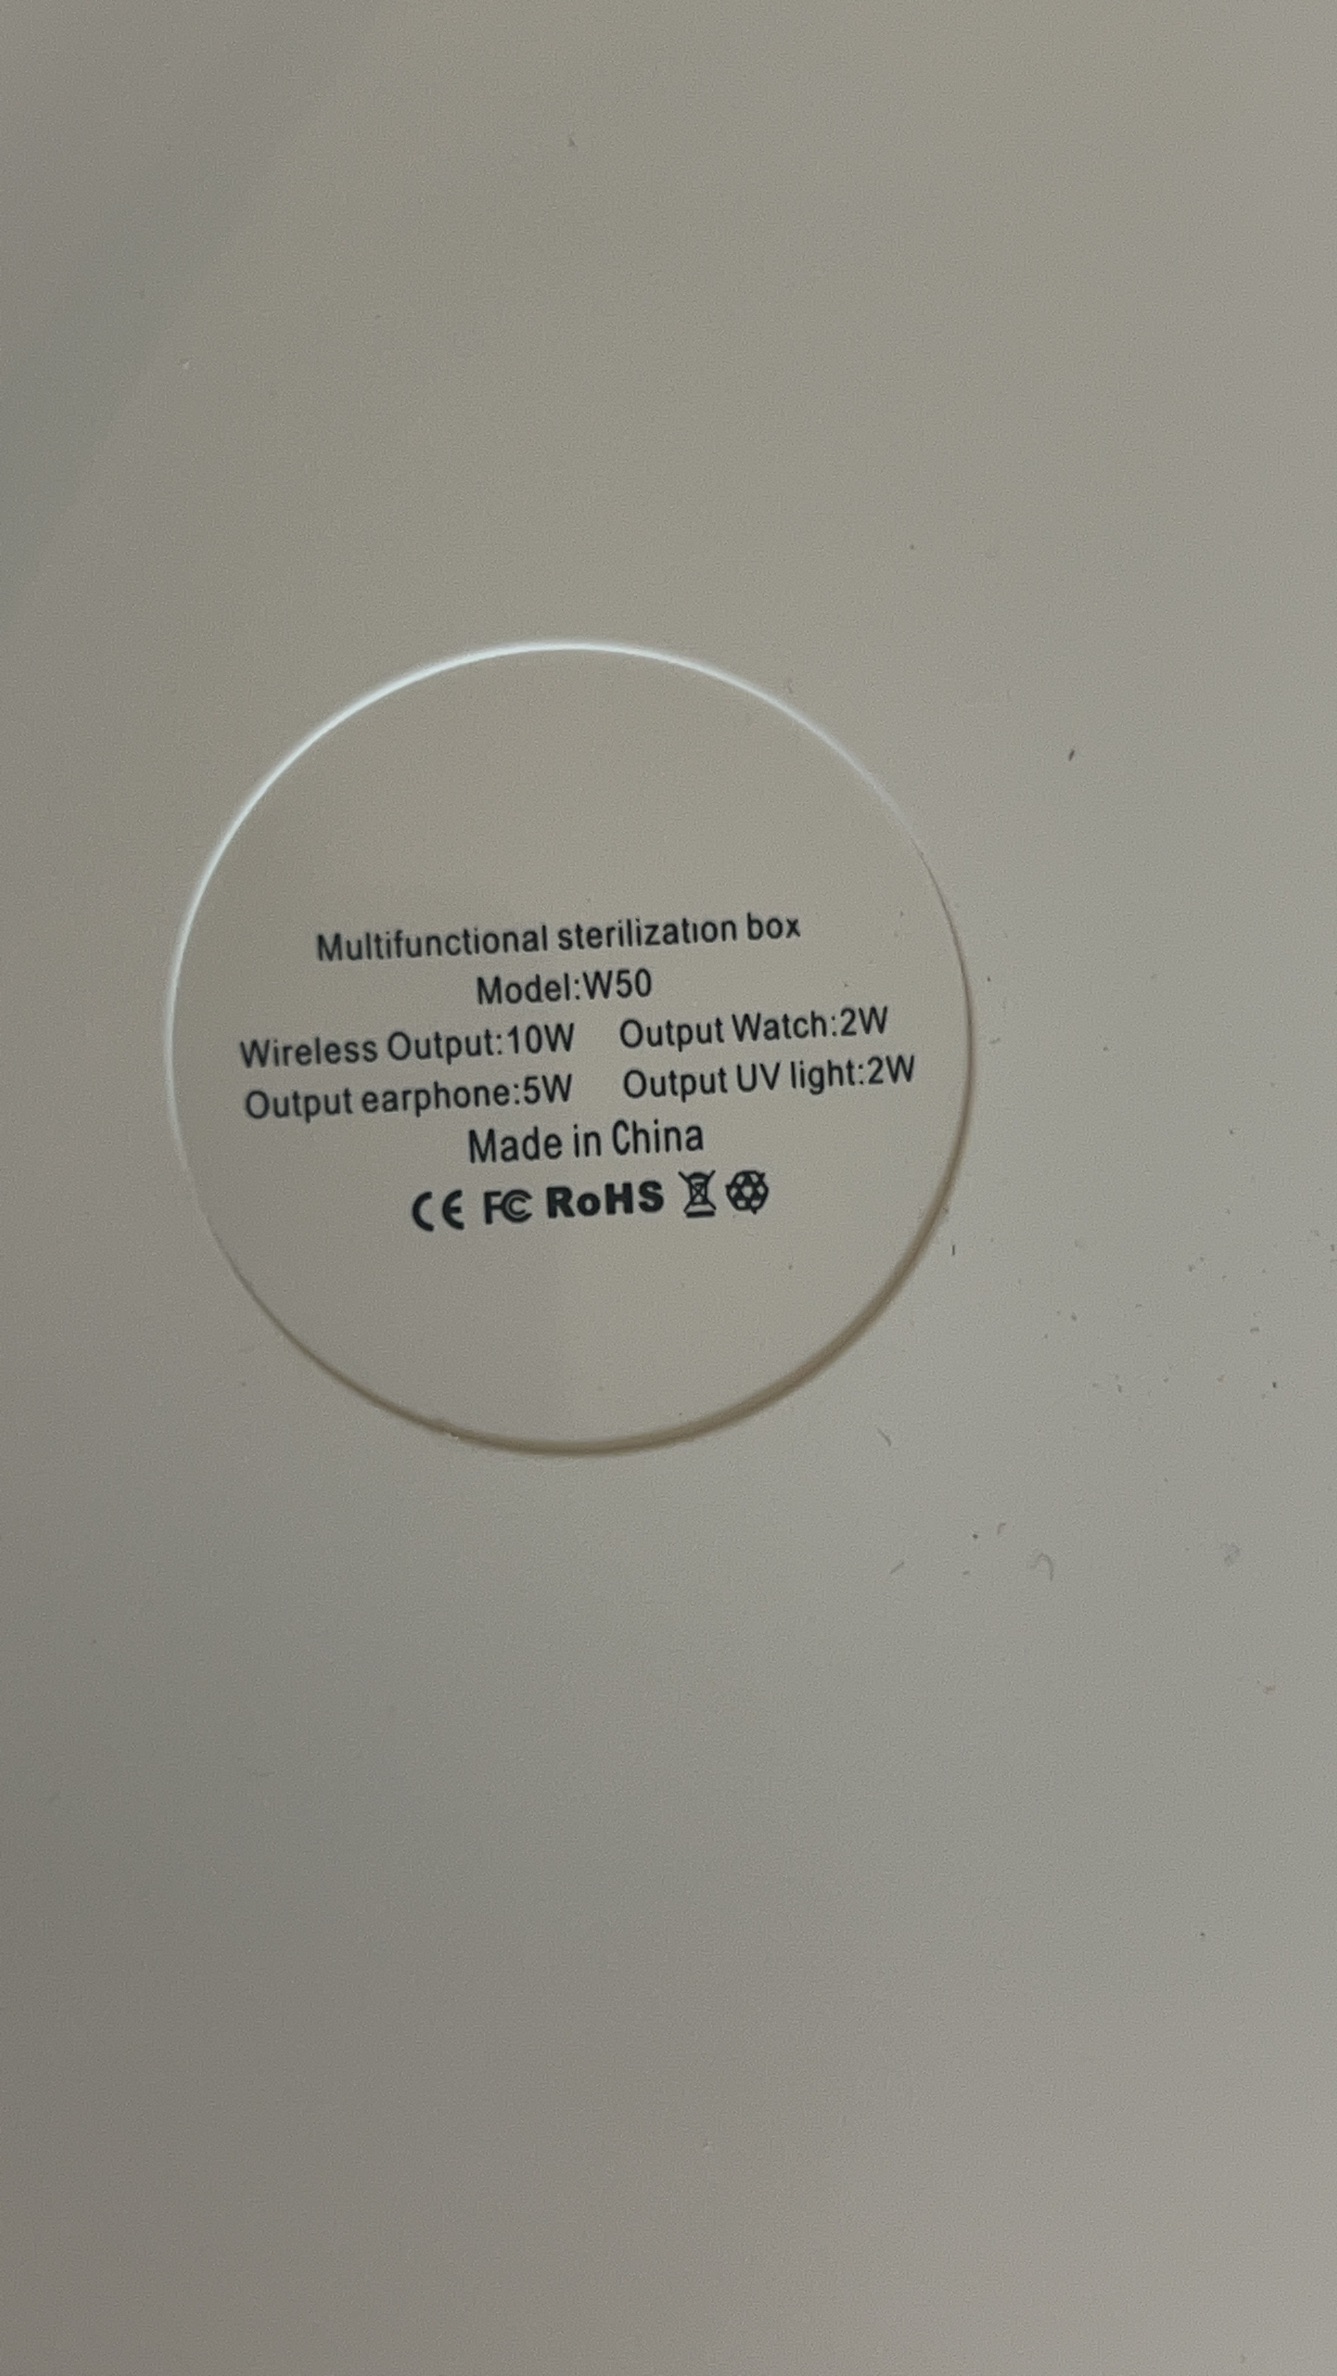 Multifunctional sterilization box
Model:W50
Wireless Output:10W Output Watch:2W
Output earphone:5W Output UV light:2W
Made in China
CE FC RoHS